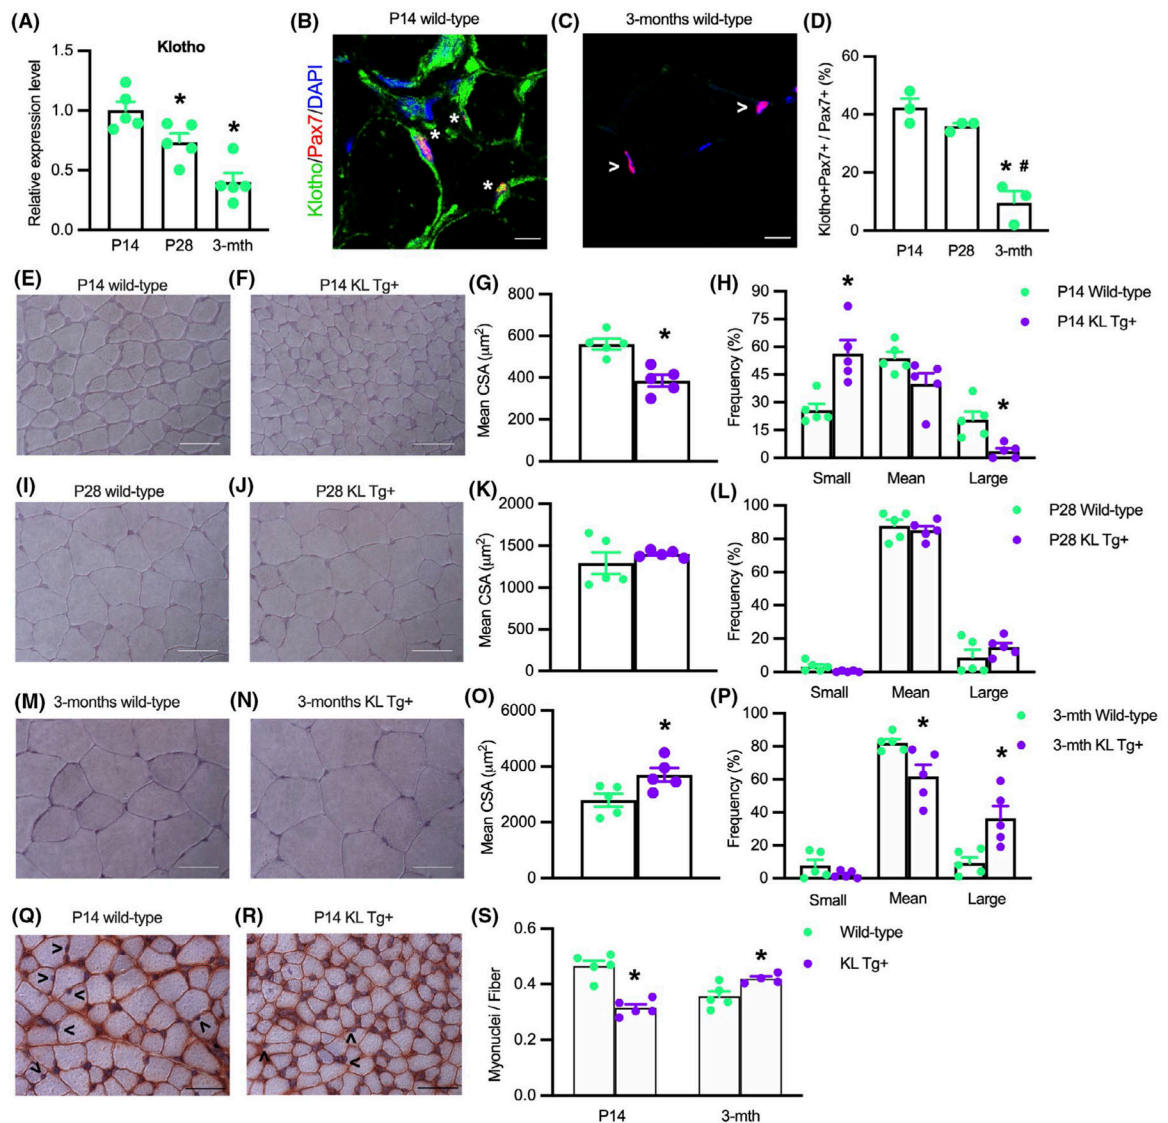 (A)
Klotho
Relative expression level
1.5
1.0
0.5
0.0
*
*
P14
P28
3-mth
(B)
P14 wild-type
Klotho/Pax7/DAPI
*
*
*
(C)
3-months wild-type
>
>
(D)
Klotho+Pax7+ / Pax7+ (%)
60
40
20
0
* #
P14
P28
3-mth
(E)
P14 wild-type
(F)
P14 KL Tg+
(G)
Mean CSA (μm²)
800
600
400
200
0
*
(H)
Frequency (%)
90
75
60
45
30
15
0
*
*
Small
Mean
Large
P14 Wild-type
P14 KL Tg+
(I)
P28 wild-type
(J)
P28 KL Tg+
(K)
Mean CSA (μm²)
2000
1500
1000
500
0
(L)
Frequency (%)
100
80
60
40
20
0
Small
Mean
Large
P28 Wild-type
P28 KL Tg+
(M)
3-months wild-type
(N)
3-months KL Tg+
(O)
Mean CSA (μm²)
6000
4000
2000
0
*
(P)
Frequency (%)
100
80
60
40
20
0
*
*
Small
Mean
Large
3-mth Wild-type
3-mth KL Tg+
(Q)
P14 wild-type
(R)
P14 KL Tg+
(S)
Myonuclei / Fiber
0.6
0.4
0.2
0.0
*
*
P14
3-mth
Wild-type
KL Tg+